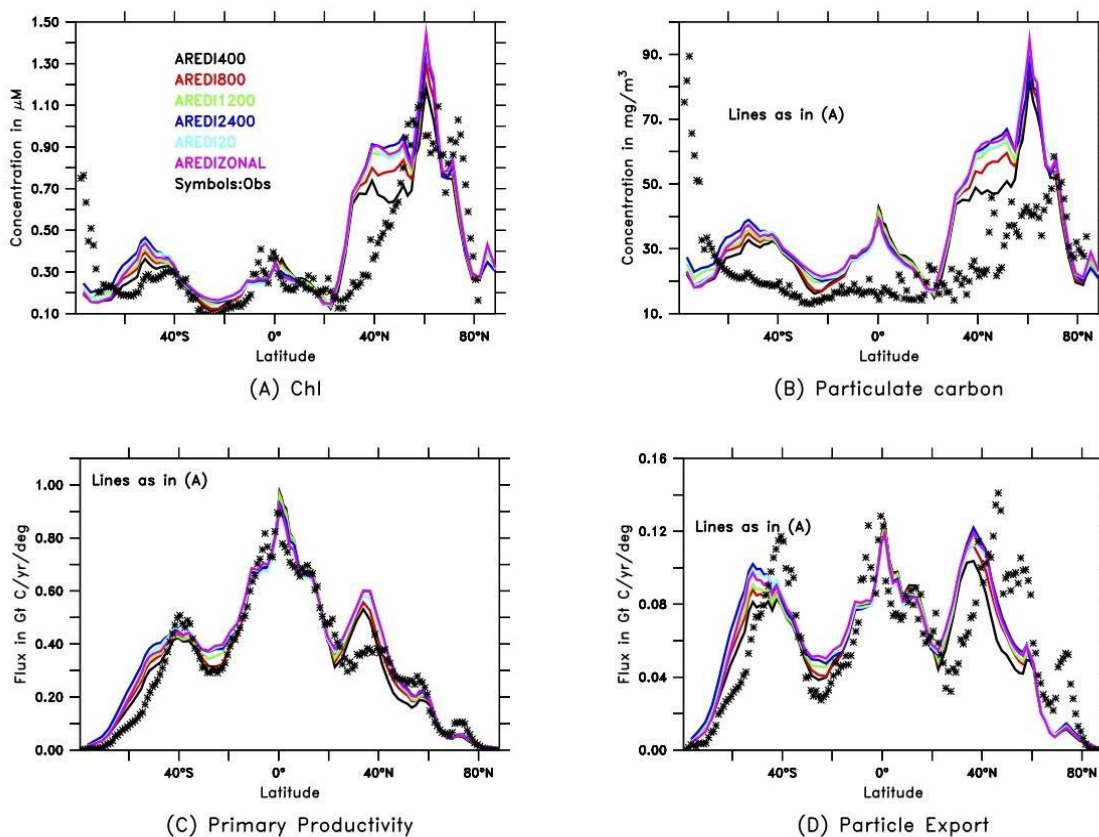 1.50
1.30
1.10
0.90
0.70
0.50
0.30
0.10
Concentration in μM
AREDI400
AREDI800
AREDI1200
AREDI2400
AREDI2D
AREDIZONAL
Symbols:Obs
40°S
0°
40°N
80°N
Latitude
(A) Chl
90.
70.
50.
30.
10.
Concentration in mg/m³
Lines as in (A)
40°S
0°
40°N
80°N
Latitude
(B) Particulate carbon
1.00
0.80
0.60
0.40
0.20
0.00
Flux in Gt C/yr/deg
Lines as in (A)
40°S
0°
40°N
80°N
Latitude
(C) Primary Productivity
0.16
0.12
0.08
0.04
0.00
Flux in Gt C/yr/deg
Lines as in (A)
40°S
0°
40°N
80°N
Latitude
(D) Particle Export